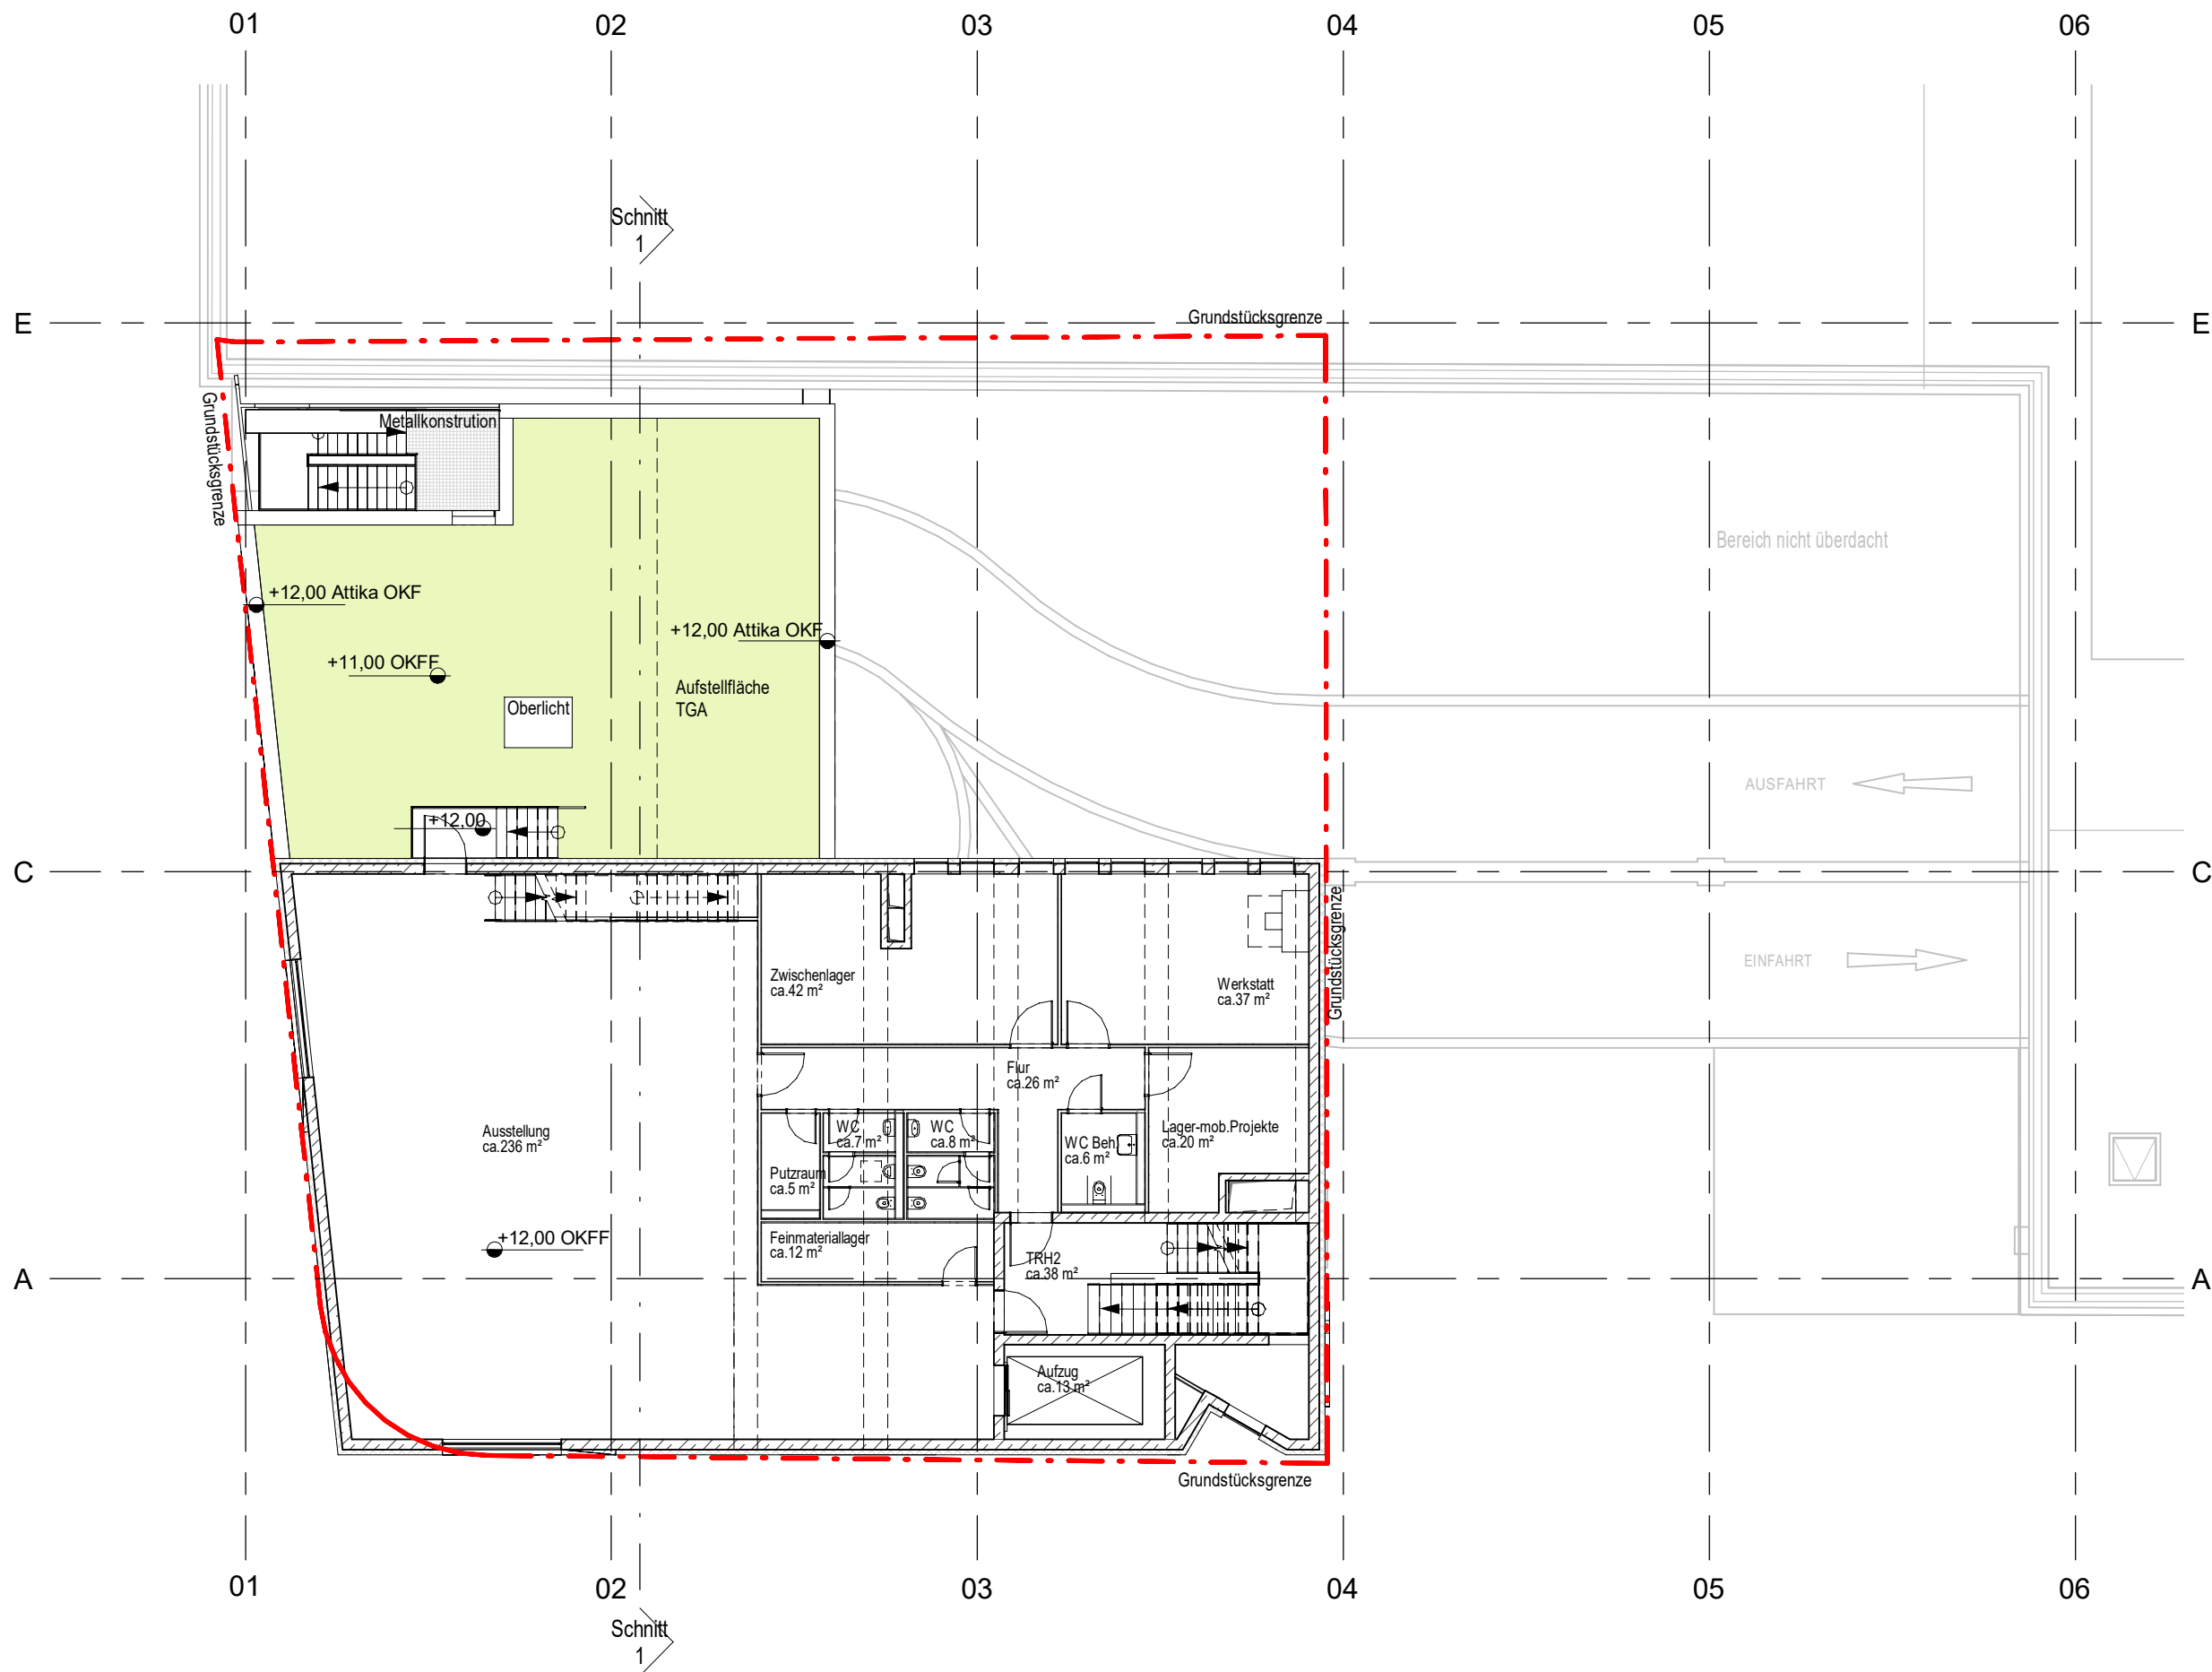 01
02
03
04
05
06
Schnitt
1
E
Grundstücksgrenze
E
Grundstücksgrenze
Metallkonstrution
Bereich nicht überdacht
+12,00 Attika OKF
+12,00 Attika OKF
+11,00 OKFF
Aufstellfläche
TGA
Oberlicht
AUSFAHRT
+12,00
C
C
Grundstücksgrenze
EINFAHRT
Zwischenlager
ca.42 m²
Werkstatt
ca.37 m²
Flur
ca.26 m²
Ausstellung
ca.236 m²
WC
ca.7 m²
WC
ca.8 m²
WC Beh.
ca.6 m²
Lager-mob.Projekte
ca.20 m²
Putzraum
ca.5 m²
+12,00 OKFF
Feinmateriallager
ca.12 m²
TRH2
ca.38 m²
A
A
Aufzug
ca.13 m²
Grundstücksgrenze
01
02
03
04
05
06
Schnitt
1